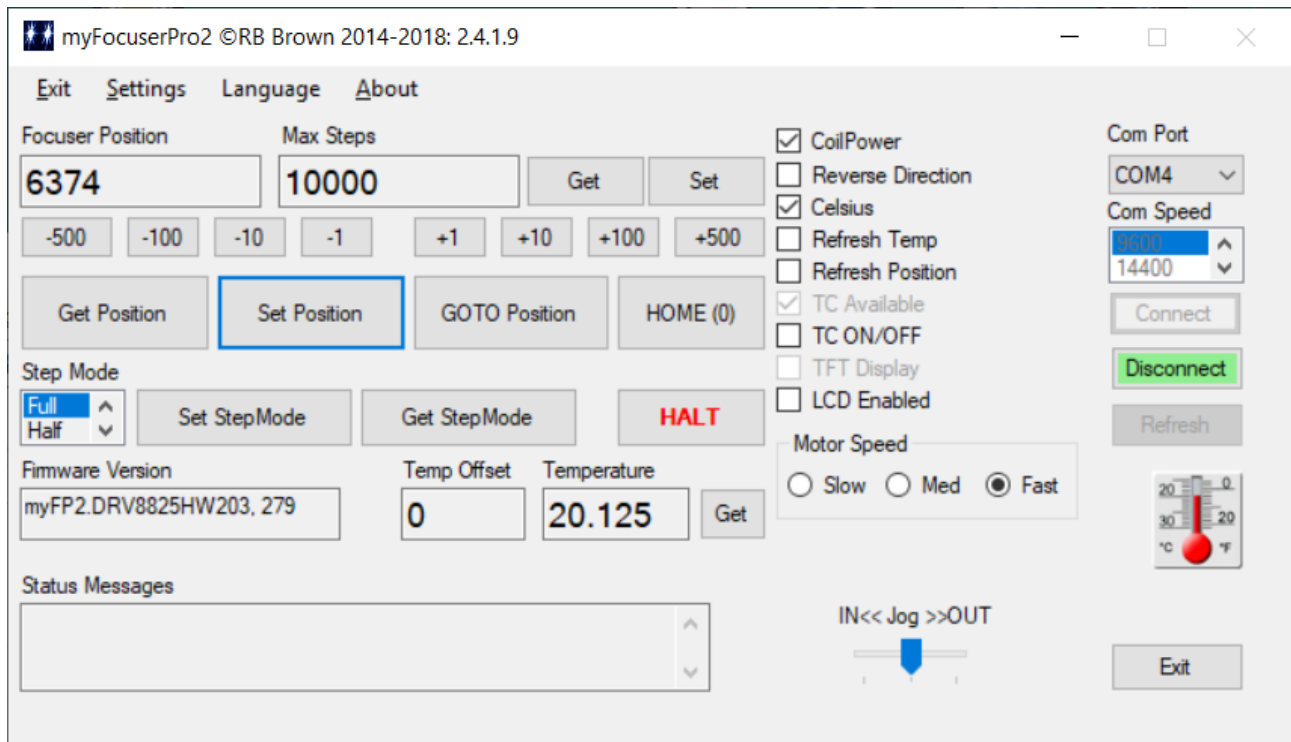 myFocuserPro2 ©RB Brown 2014-2018: 2.4.1.9
Exit Settings Language About
Focuser Position Max Steps
6374 10000 Get Set
-500 -100 -10 -1 +1 +10 +100 +500
Get Position Set Position GOTO Position HOME (0)
Step Mode
Full
Half
Set StepMode Get StepMode HALT
Firmware Version Temp Offset Temperature
myFP2.DRV8825HW203, 279 0 20.125 Get
Status Messages
CoilPower
Reverse Direction
Celsius
Refresh Temp
Refresh Position
TC Available
TC ON/OFF
TFT Display
LCD Enabled
Motor Speed
Slow Med Fast
IN<< Jog >>OUT
Com Port
COM4
Com Speed
9600
14400
Connect
Disconnect
Refresh
20 0
30 20
°C °F
Exit